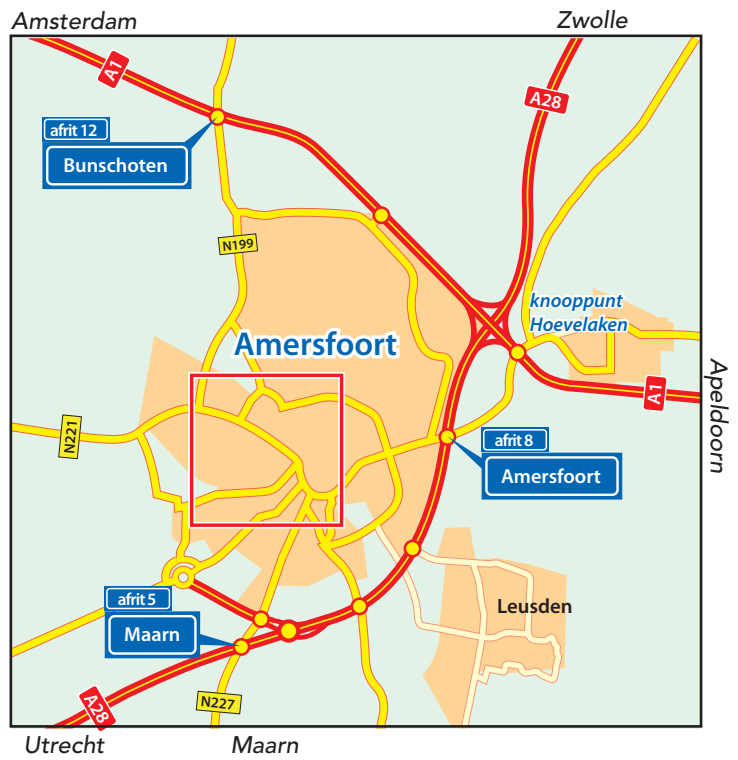 Amsterdam
Zwolle
A1
A28
afrit 12
Bunschoten
N199
knooppunt
Hoevelaken
Amersfoort
Apeldoorn
A1
N221
afrit 8
Amersfoort
afrit 5
Maarn
Leusden
N227
A28
Utrecht
Maarn